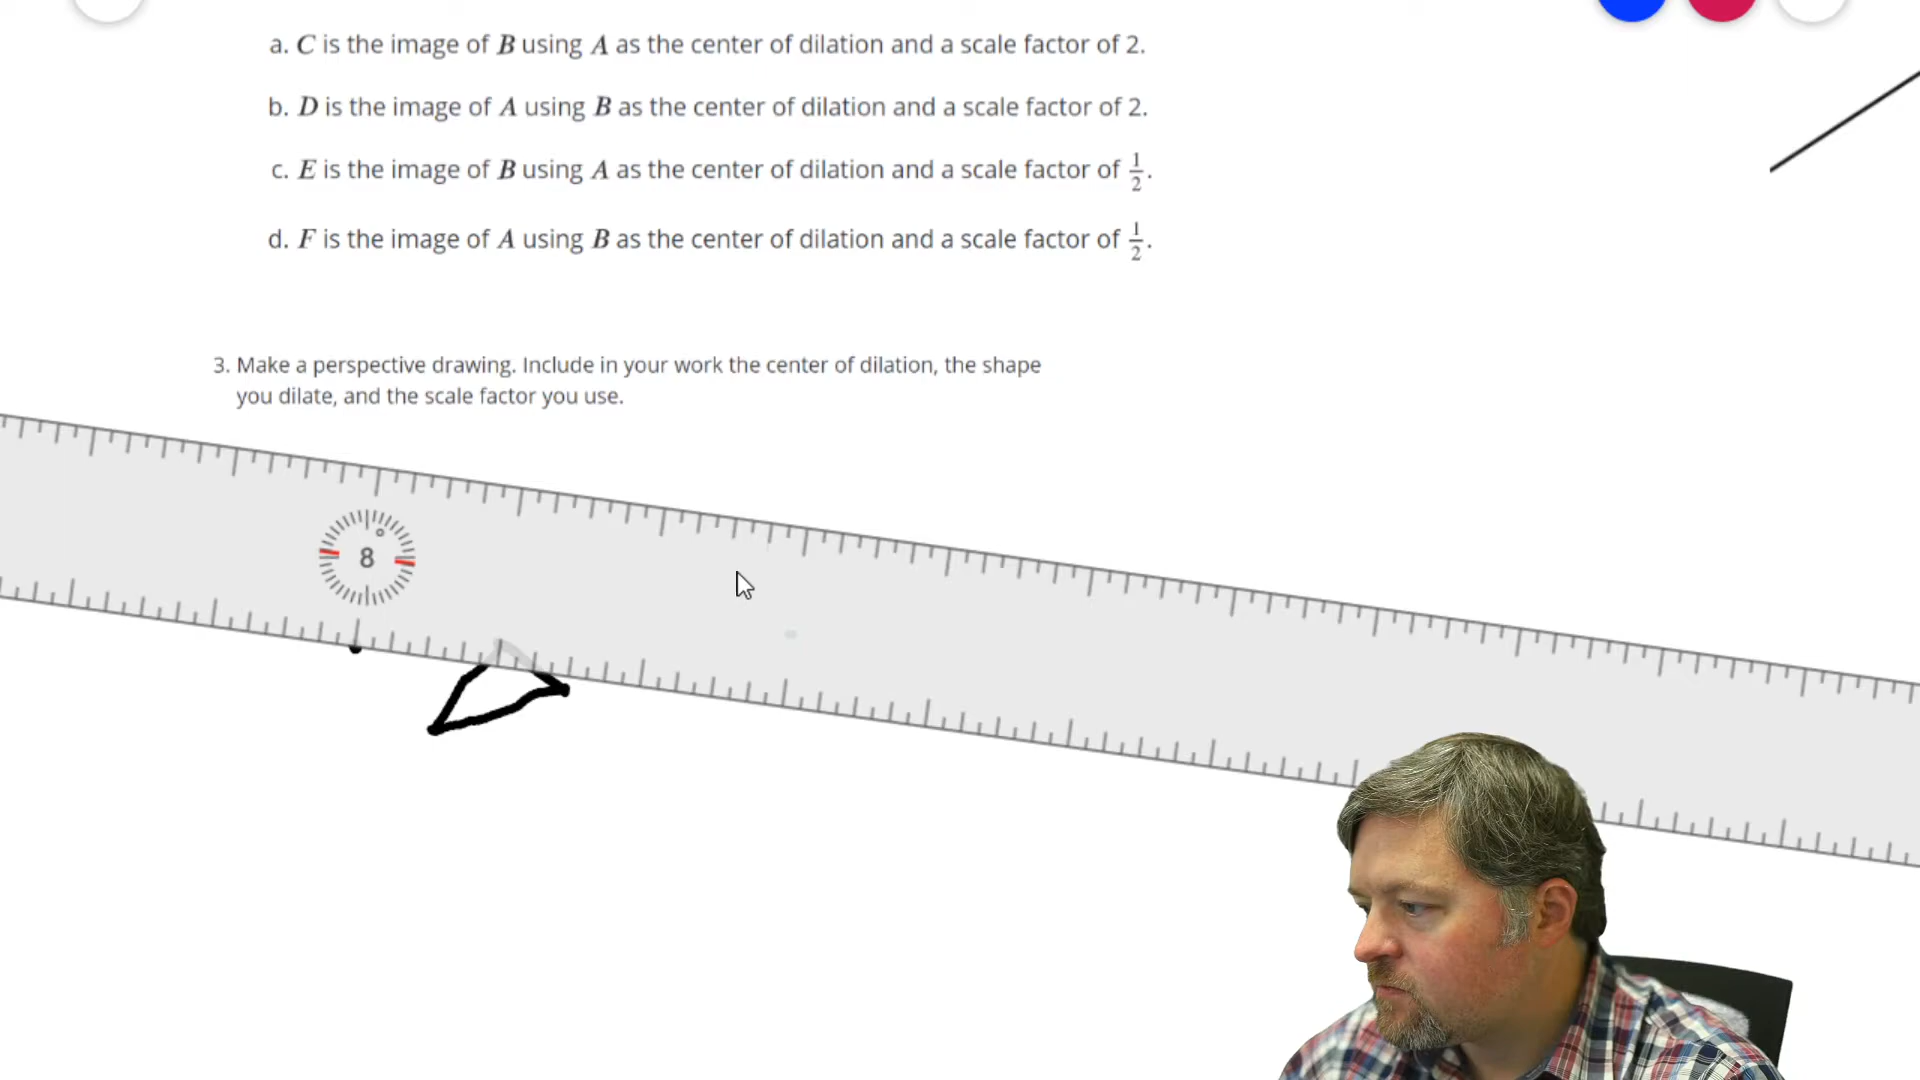 a. C is the image of B using A as the center of dilation and a scale factor of 2.
b. D is the image of A using B as the center of dilation and a scale factor of 2.
c. E is the image of B using A as the center of dilation and a scale factor of 1/2.
d. F is the image of A using B as the center of dilation and a scale factor of 1/2.
3. Make a perspective drawing. Include in your work the center of dilation, the shape
you dilate, and the scale factor you use.
8°